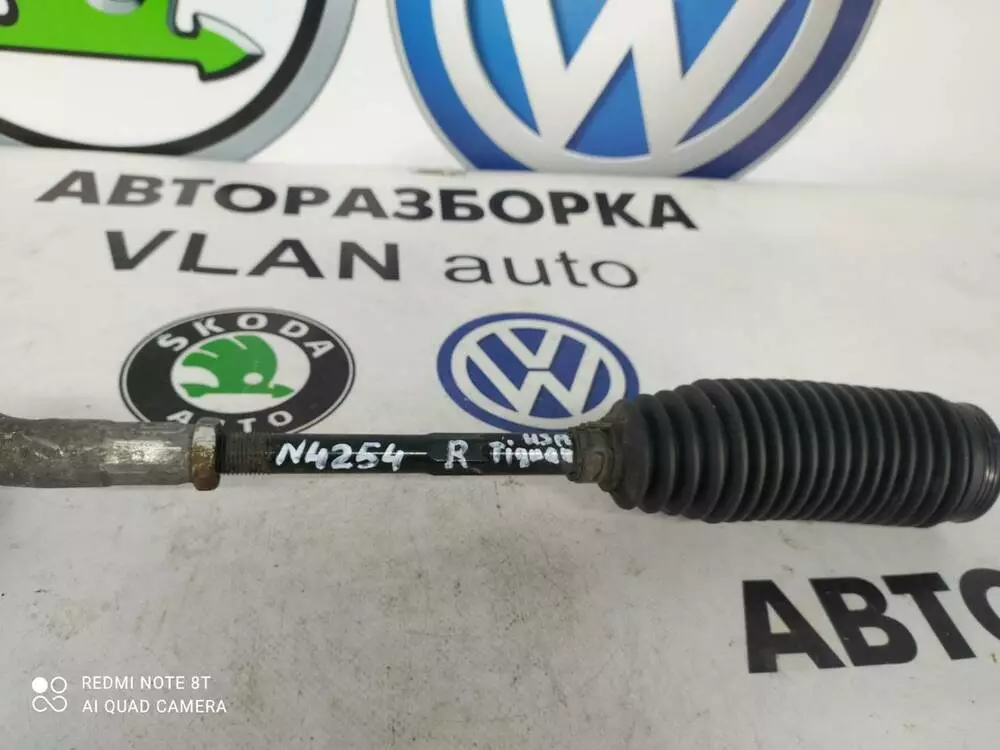 АВТОРАЗБОРКА
VLAN auto
SKODA
AUTO
N4254 R Tiguan
АВТО
REDMI NOTE 8T
AI QUAD CAMERA